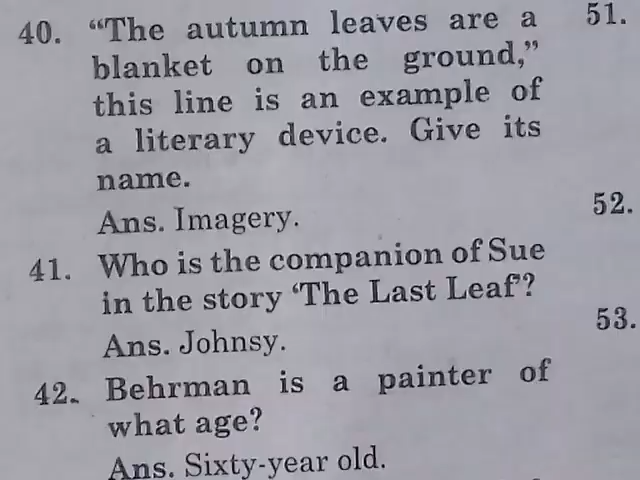 40. “The autumn leaves are a
blanket on the ground,”
this line is an example of
a literary device. Give its
name.
Ans. Imagery.
41. Who is the companion of Sue
in the story ‘The Last Leaf’?
Ans. Johnsy.
42. Behrman is a painter of
what age?
Ans. Sixty-year old.
51.
52.
53.